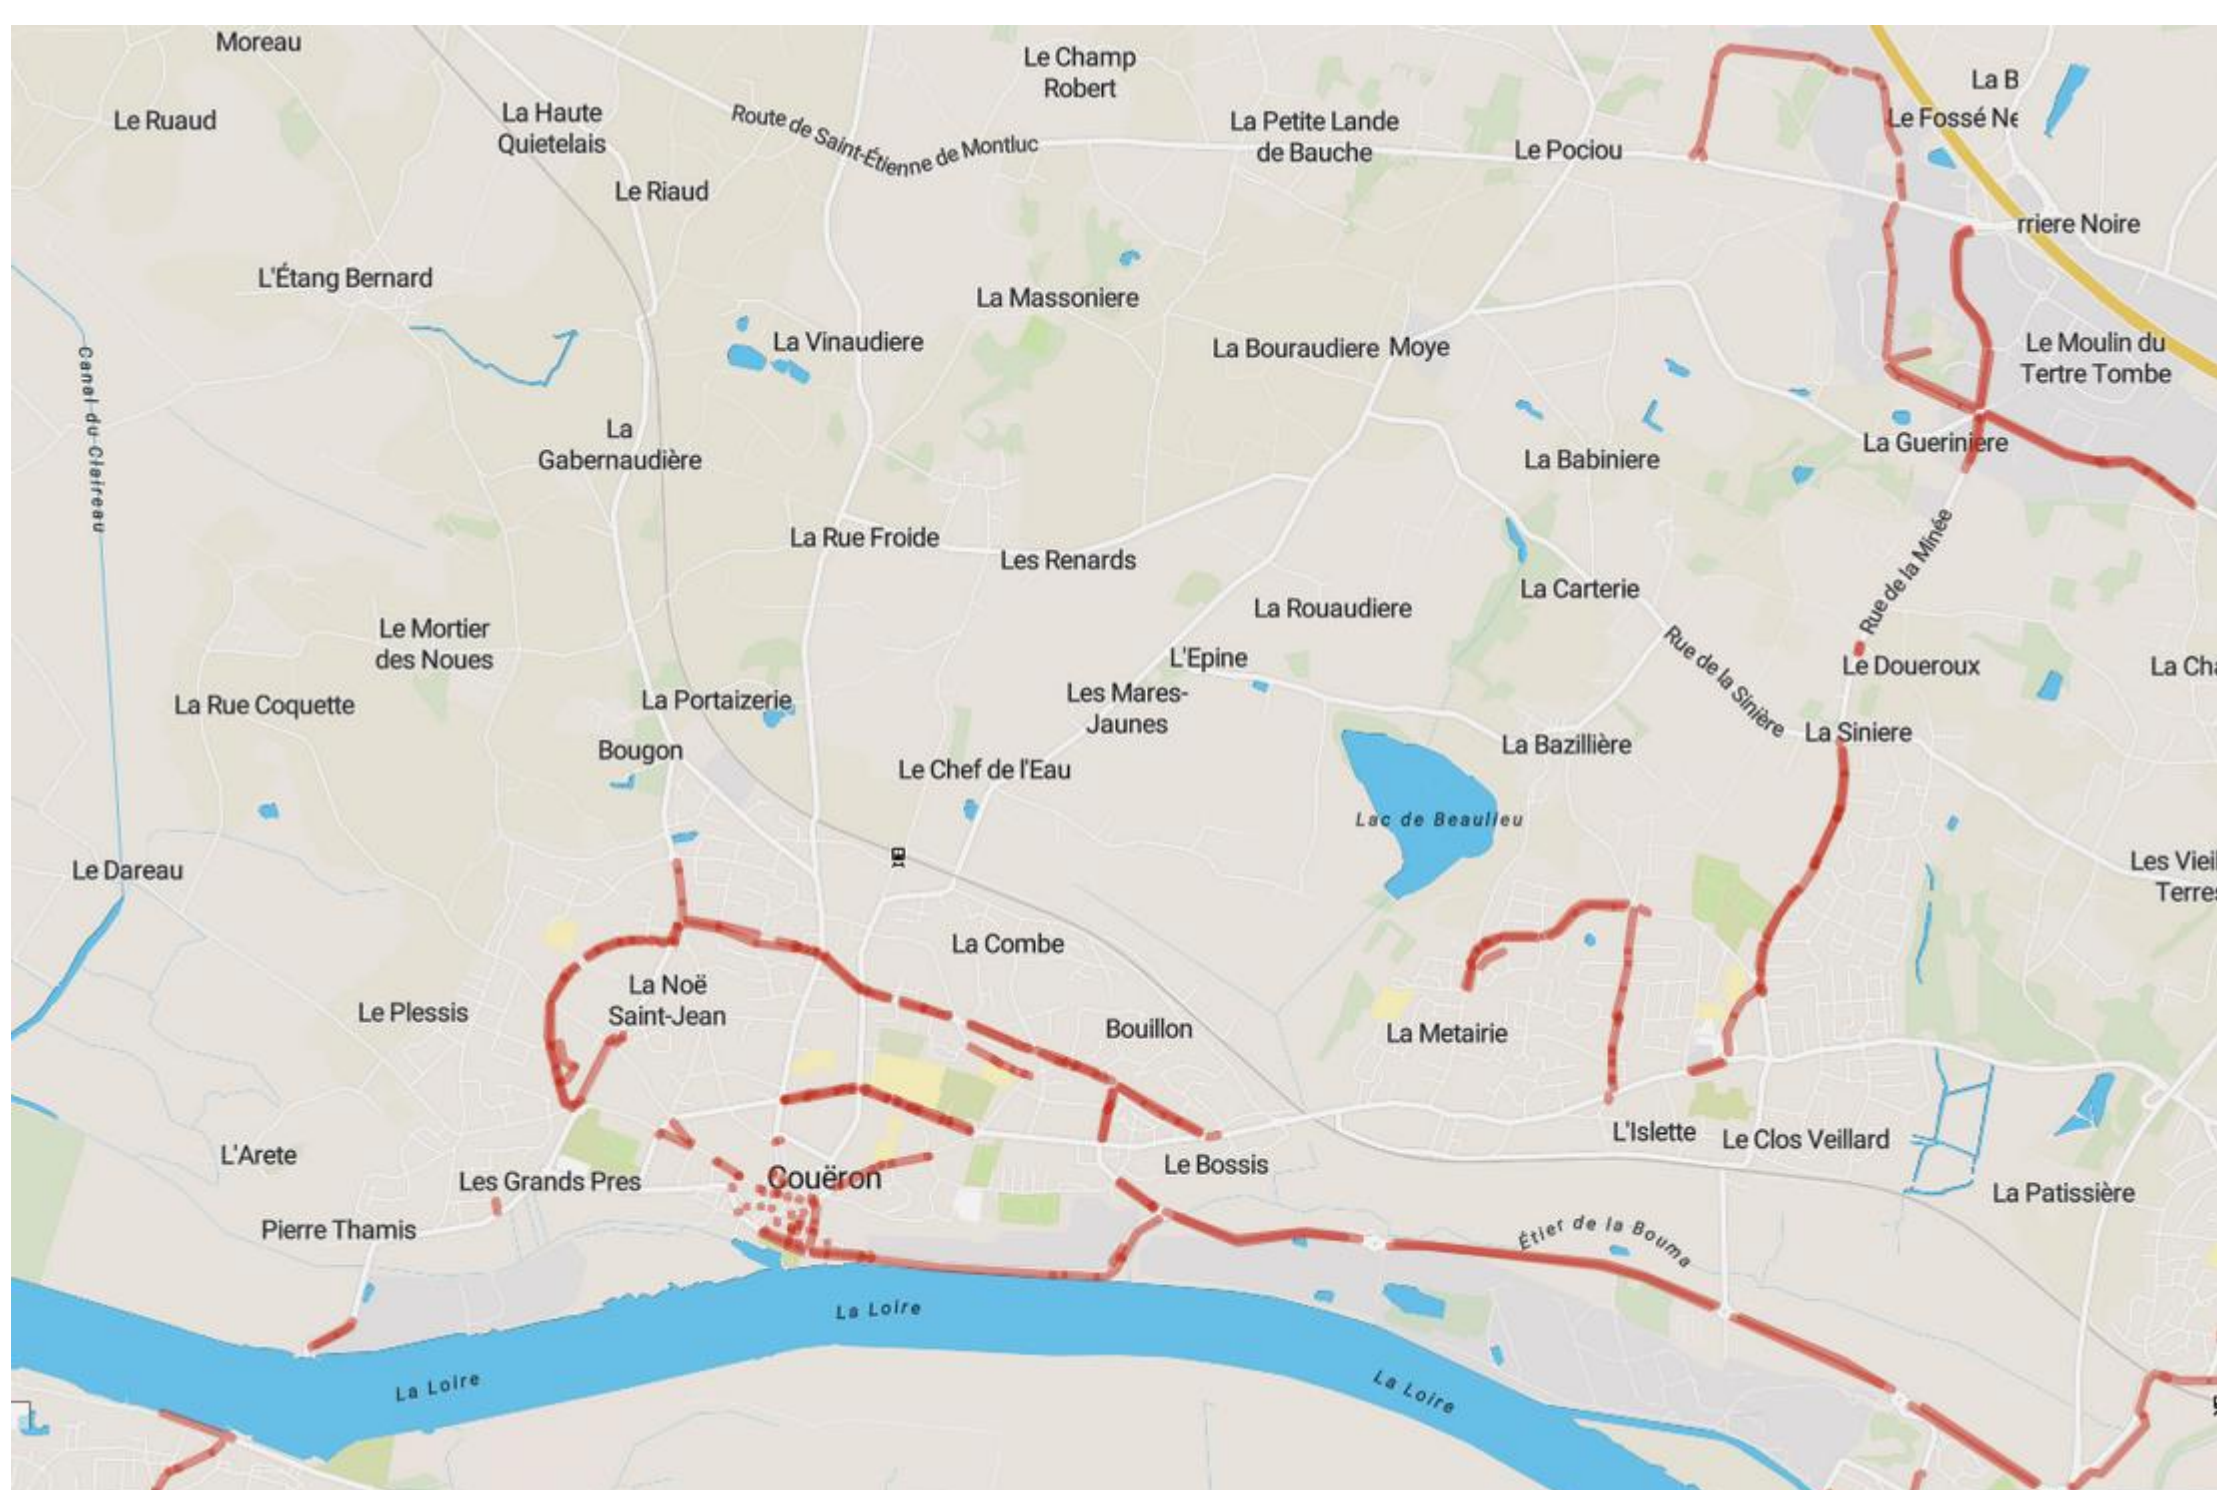 Moreau
Le Champ
Robert
La B
Le Ruaud
La Haute
Quietelais
Route de Saint-Étienne de Montluc
La Petite Lande
de Bauche
Le Pociou
Le Fossé Ne
Le Riaud
rriere Noire
L'Étang Bernard
La Massoniere
La Vinaudiere
La Bouraudiere
Moye
Le Moulin du
Tertre Tombe
Canal du Claireau
La
Gabernaudière
La Babiniere
La Gueriniere
La Rue Froide
Les Renards
Rue de la Minée
La Carterie
La Rouaudiere
Le Mortier
des Noues
L'Epine
Rue de la Sinière
Le Doueroux
La Cha
La Rue Coquette
La Portaizerie
Les Mares-
Jaunes
Bougon
La Bazillière
La Siniere
Le Chef de l'Eau
Lac de Beaulieu
Le Dareau
Les Vieil
Terres
La Combe
La Noë
Saint-Jean
Le Plessis
Bouillon
La Metairie
L'Arete
L'Islette
Le Clos Veillard
Les Grands Pres
Couëron
Le Bossis
La Patissière
Pierre Thamis
Étier de la Bouma
La Loire
La Loire
La Loire